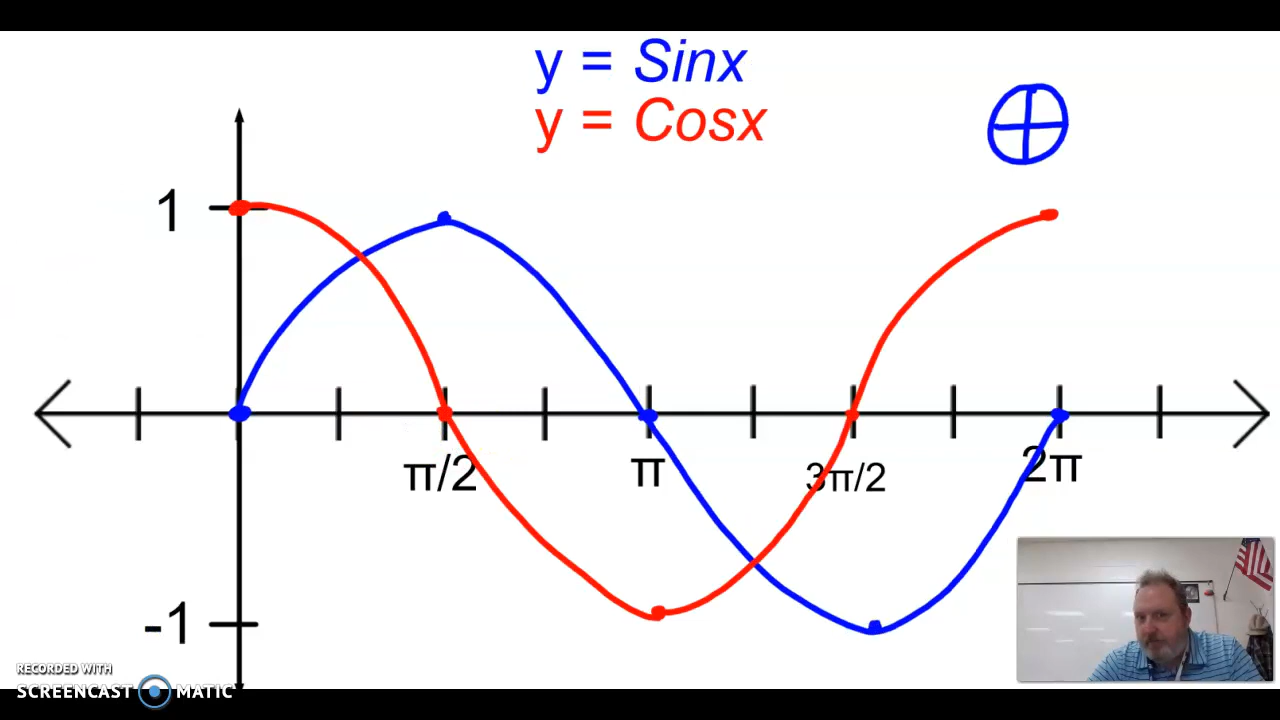 y = Sinx
y = Cosx
1
π/2
π
3π/2
2π
-1
RECORDED WITH
SCREENCAST MATIC